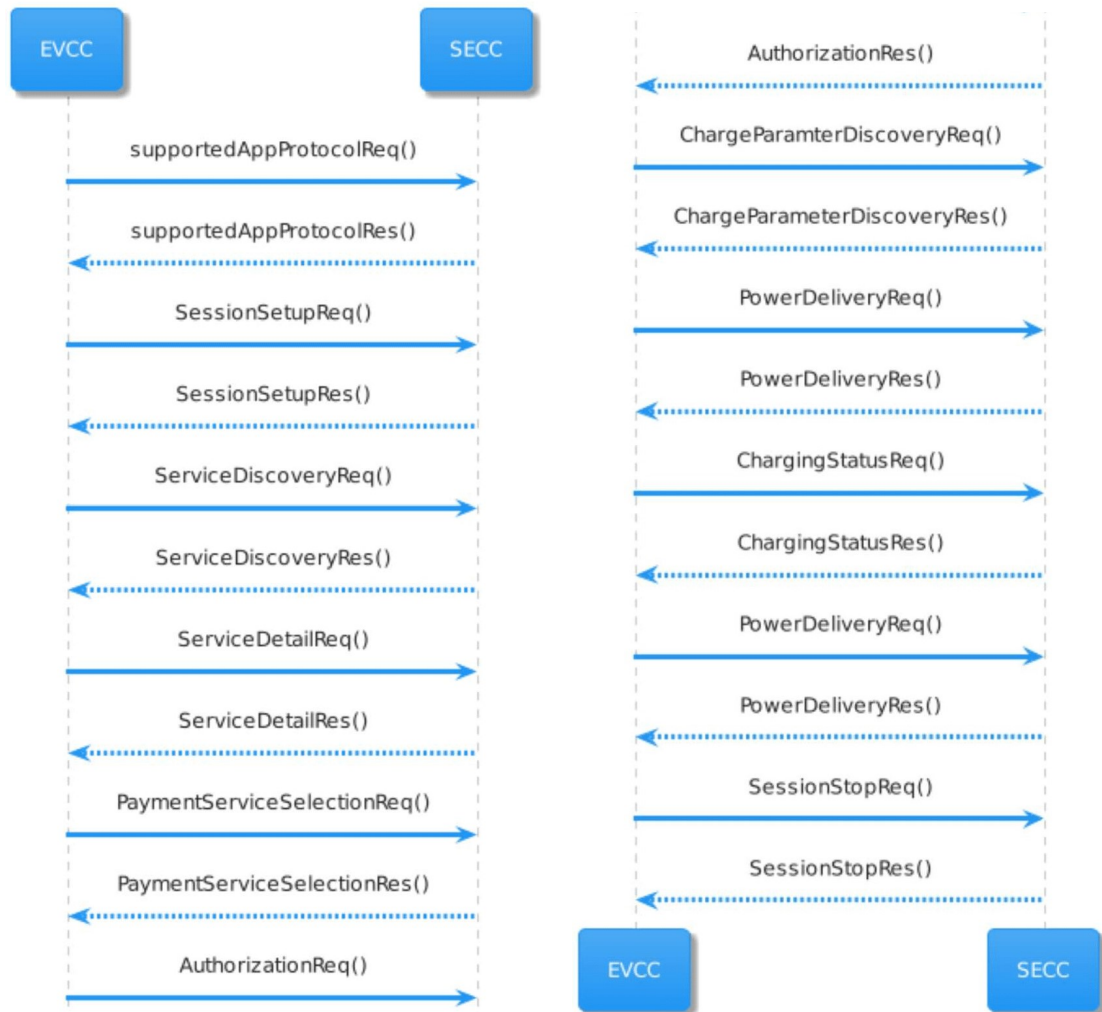 EVCC
SECC
supportedAppProtocolReq()
supportedAppProtocolRes()
SessionSetupReq()
SessionSetupRes()
ServiceDiscoveryReq()
ServiceDiscoveryRes()
ServiceDetailReq()
ServiceDetailRes()
PaymentServiceSelectionReq()
PaymentServiceSelectionRes()
AuthorizationReq()
AuthorizationRes()
ChargeParamterDiscoveryReq()
ChargeParameterDiscoveryRes()
PowerDeliveryReq()
PowerDeliveryRes()
ChargingStatusReq()
ChargingStatusRes()
PowerDeliveryReq()
PowerDeliveryRes()
SessionStopReq()
SessionStopRes()
EVCC
SECC